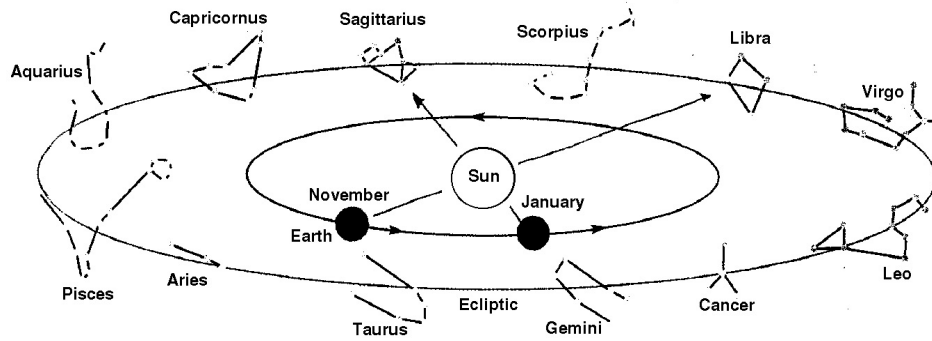 Capricornus
Sagittarius
Scorpius
Libra
Aquarius
Virgo
Sun
November
January
Earth
Pisces
Aries
Taurus
Ecliptic
Gemini
Cancer
Leo